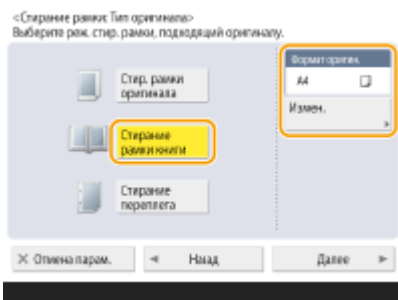 <Стирание рамки: Тип оригинала>
Выберите реж. стир. рамки, подходящий оригиналу.
Стир. рамки
оригинала
Стирание
рамки книги
Стирание
переплета
Формат оригин.
A4
Измен.
Отмена парам.
Назад
Далее